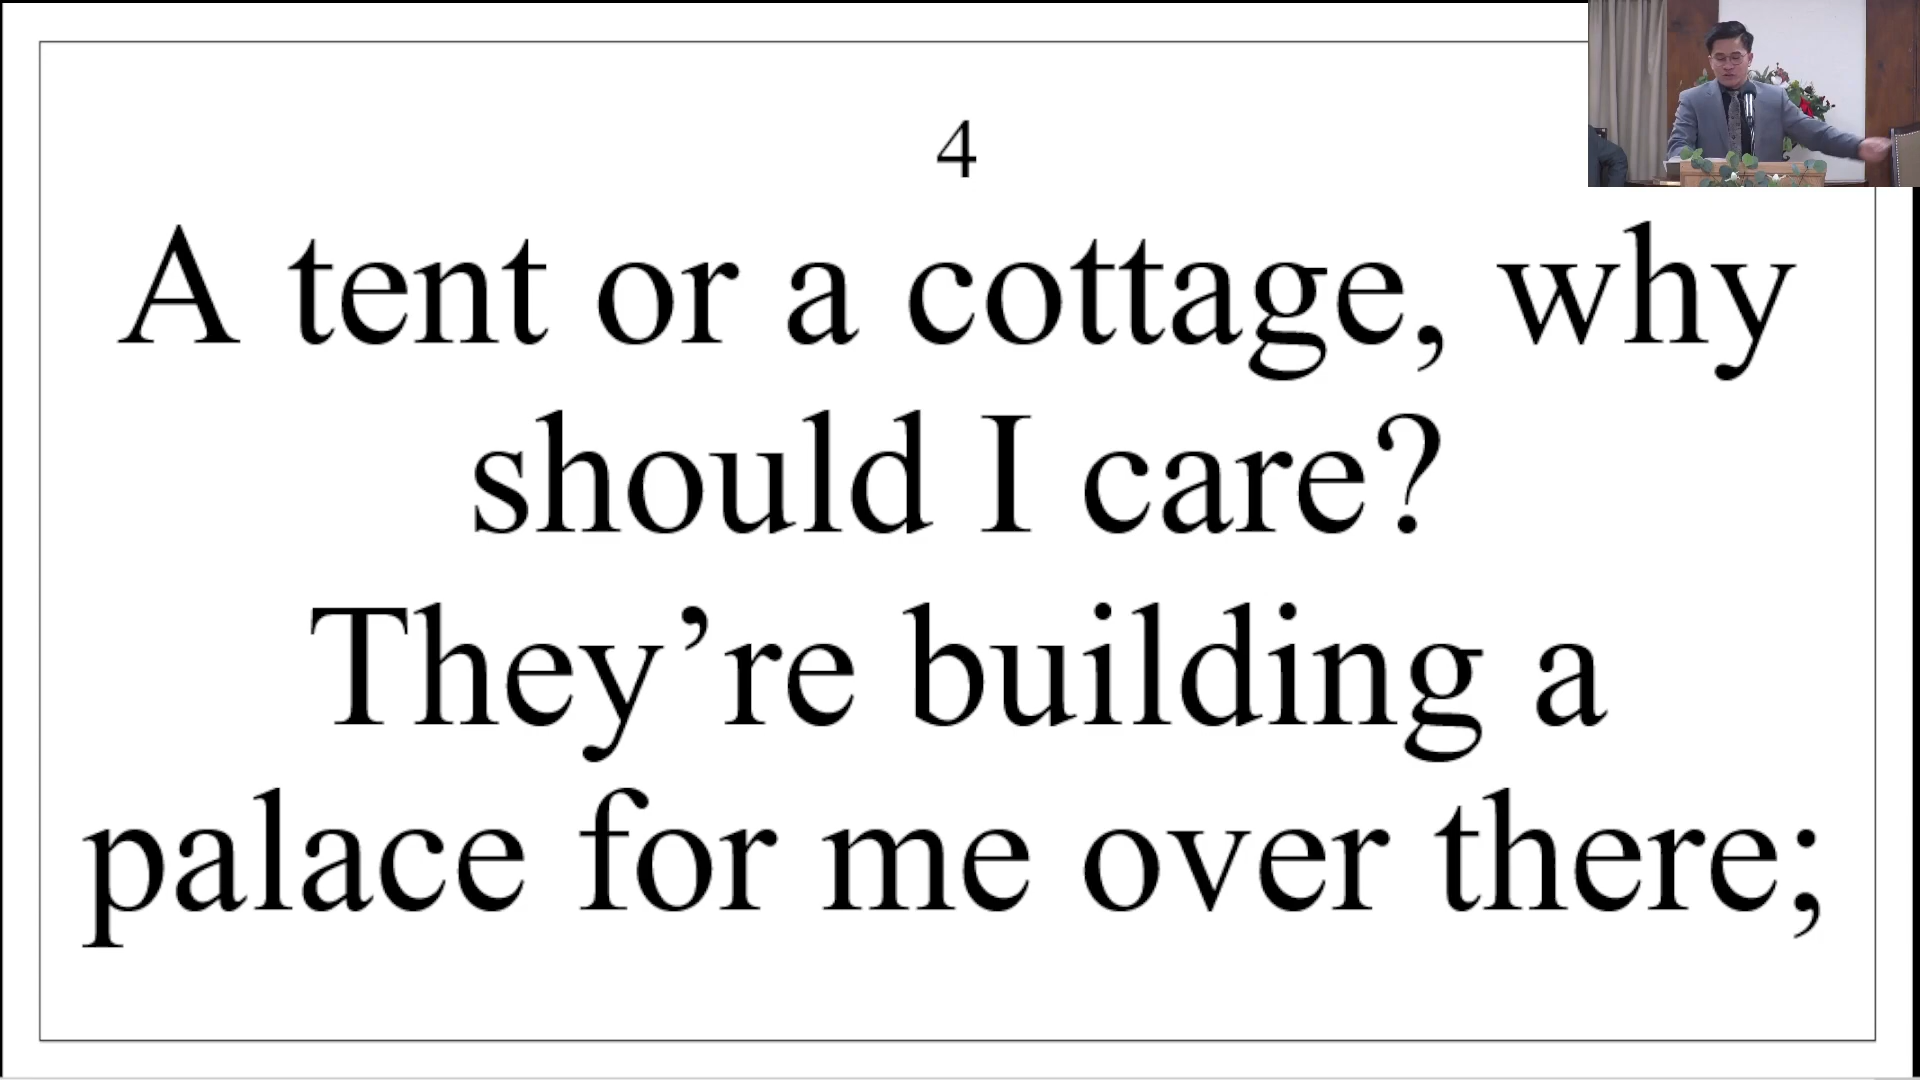 4
A tent or a cottage, why
should I care?
They’re building a
palace for me over there;